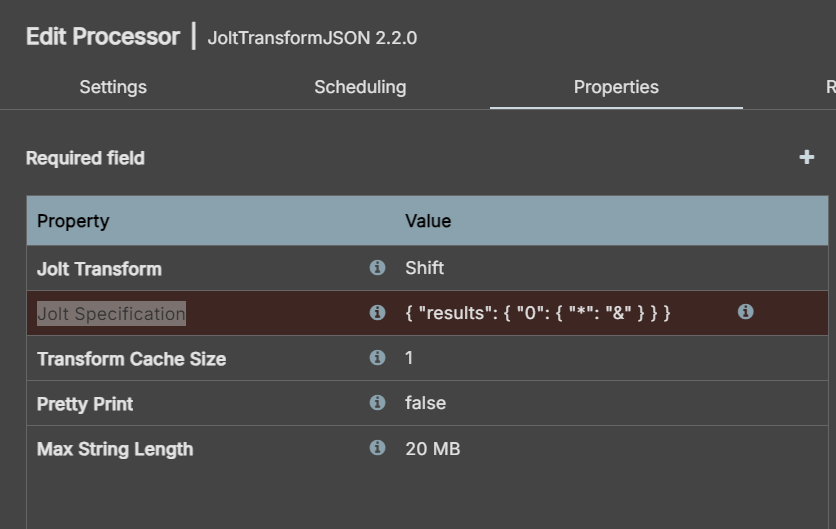 Edit Processor | JoltTransformJSON 2.2.0
Settings Scheduling Properties R
Required field
Property Value
Jolt Transform Shift
Jolt Specification { "results": { "0": { "*": "&" } } }
Transform Cache Size 1
Pretty Print false
Max String Length 20 MB